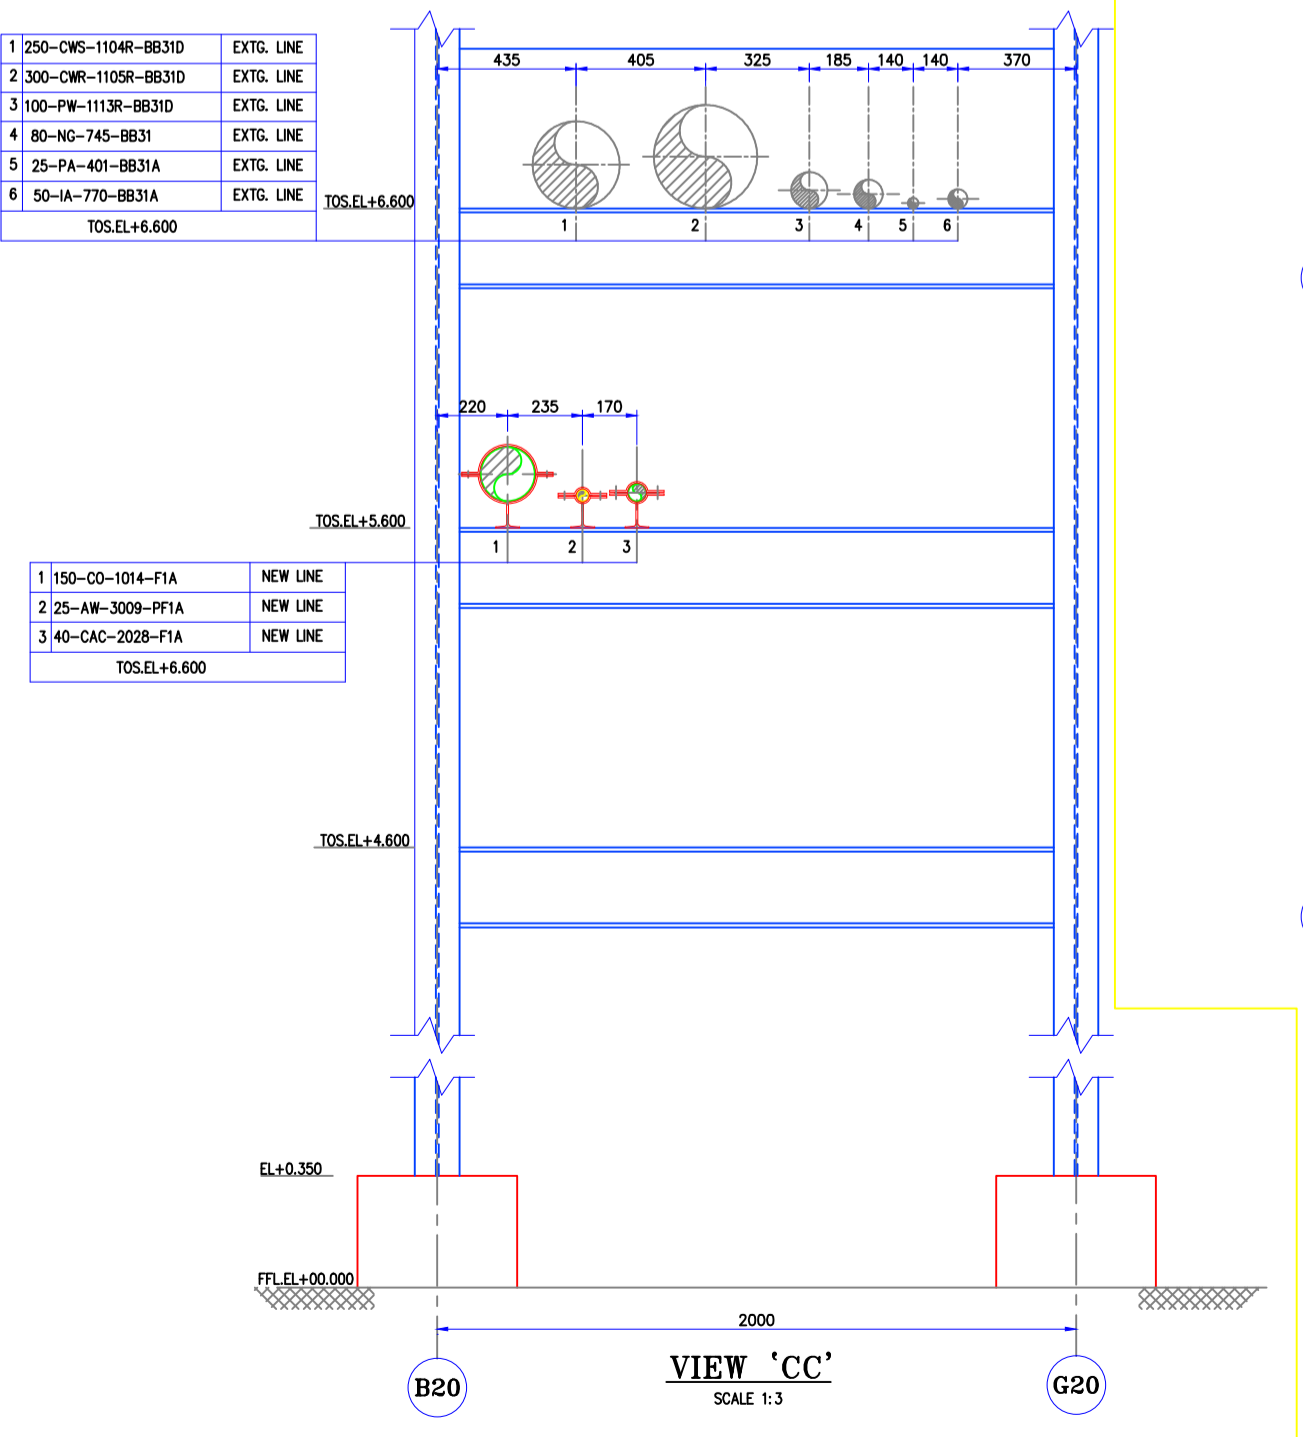 1 250-CWS-1104R-BB31D EXTG. LINE
2 300-CWR-1105R-BB31D EXTG. LINE
3 100-PW-1113R-BB31D EXTG. LINE
4 80-NG-745-BB31 EXTG. LINE
5 25-PA-401-BB31A EXTG. LINE
6 50-IA-770-BB31A EXTG. LINE
TOS.EL+6.600
435 405 325 185 140 140 370
TOS.EL+6.600
1 2 3 4 5 6
220 235 170
TOS.EL+5.600
1 2 3
1 150-CO-1014-F1A NEW LINE
2 25-AW-3009-PF1A NEW LINE
3 40-CAC-2028-F1A NEW LINE
TOS.EL+6.600
TOS.EL+4.600
EL+0.350
FFL.EL+00.000
2000
B20
VIEW ‘CC’
G20
SCALE 1:3